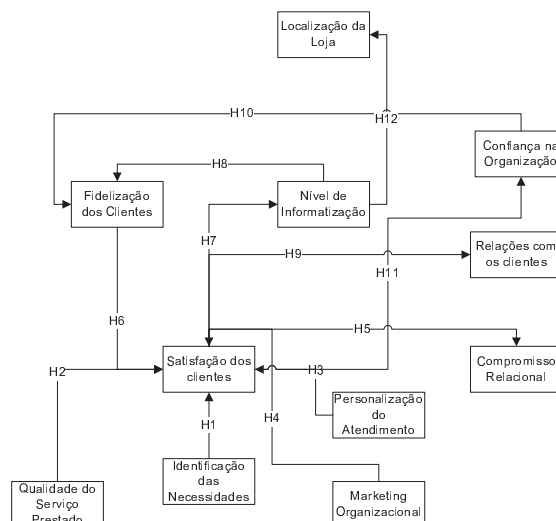 Localização da
Loja
H10
H12
Confiança na
Organização
H8
Fidelização
dos Clientes
Nível de
Informatização
H7
Relações com
os clientes
H9
H11
H6
H5
Satisfação dos
clientes
Compromisso
Relacional
H2
H3
Personalização
do
Atendimento
H4
H1
Identificação
das
Necessidades
Qualidade do
Serviço
Prestado
Marketing
Organizacional